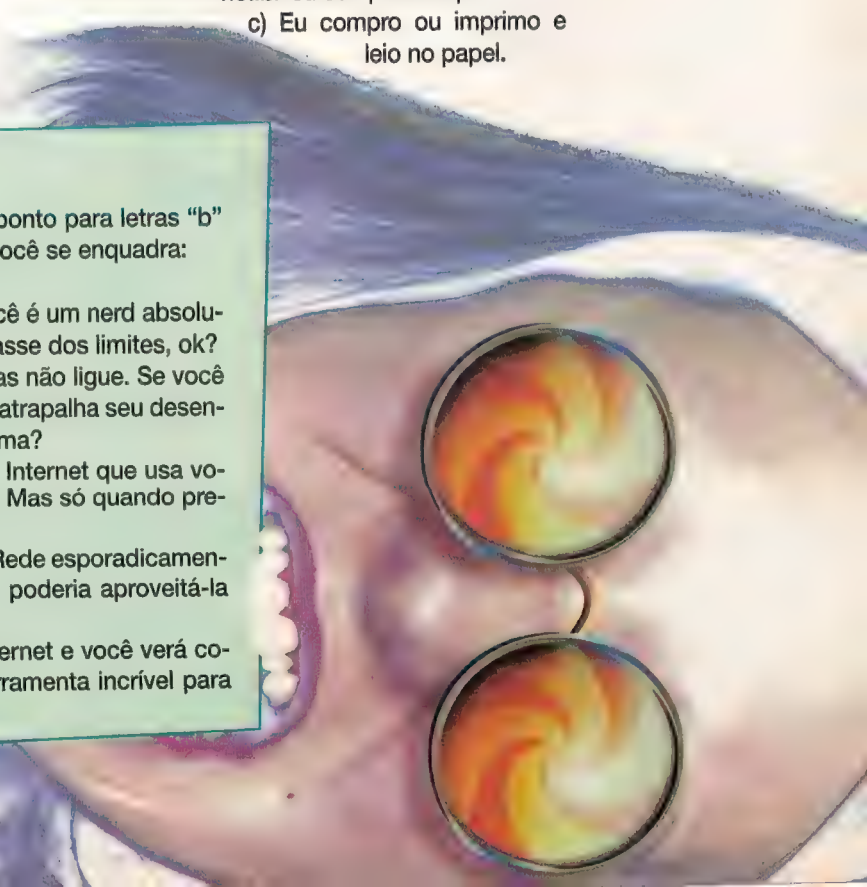 c) Eu compro ou imprimo e
leio no papel.
ponto para letras "b"
ocê se enquadra:
cê é um nerd absolu-
asse dos limites, ok?
as não ligue. Se você
atrapalha seu desen-
ma?
Internet que usa vo-
Mas só quando pre-
Rede esporadicamen-
poderia aproveitá-la
ernet e você verá co-
ramenta incrível para